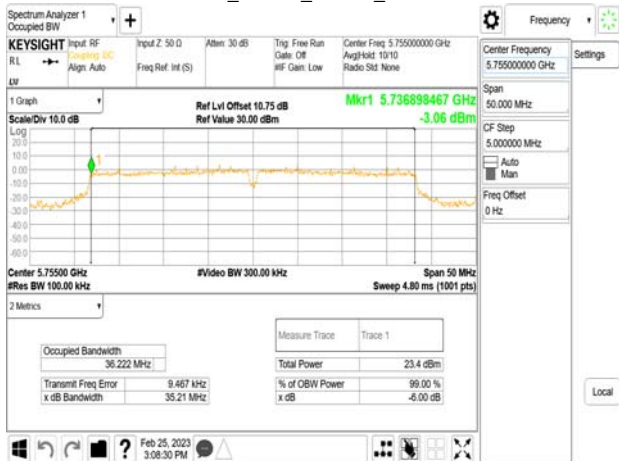 Spectrum Analyzer 1
Occupied BW
Frequency
KEYSIGHT
Input: RF
Coupling: DC
Align: Auto
Input Z: 50 Ω
Freq Ref: Int (S)
Atten: 30 dB
Trig: Free Run
Gate: Off
#IF Gain: Low
Center Freq: 5.755000000 GHz
Avg|Hold: 10/10
Radio Std: None
RL
Center Frequency
5.755000000 GHz
Settings
Span
50.000 MHz
CF Step
5.000000 MHz
Auto
Man
Freq Offset
0 Hz
Local
1 Graph
Scale/Div 10.0 dB
Ref Lvl Offset 10.75 dB
Ref Value 30.00 dBm
Mkr1 5.736898467 GHz
-3.06 dBm
Log
20.0
10.0
0.00
-10.0
-20.0
-30.0
-40.0
-50.0
-60.0
1
Center 5.75500 GHz
#Res BW 100.00 kHz
#Video BW 300.00 kHz
Span 50 MHz
Sweep 4.80 ms (1001 pts)
2 Metrics
Measure Trace
Trace 1
Occupied Bandwidth
36.222 MHz
Total Power
23.4 dBm
Transmit Freq Error
9.467 kHz
% of OBW Power
99.00 %
x dB Bandwidth
35.21 MHz
x dB
-6.00 dB
Feb 25, 2023
3:08:30 PM